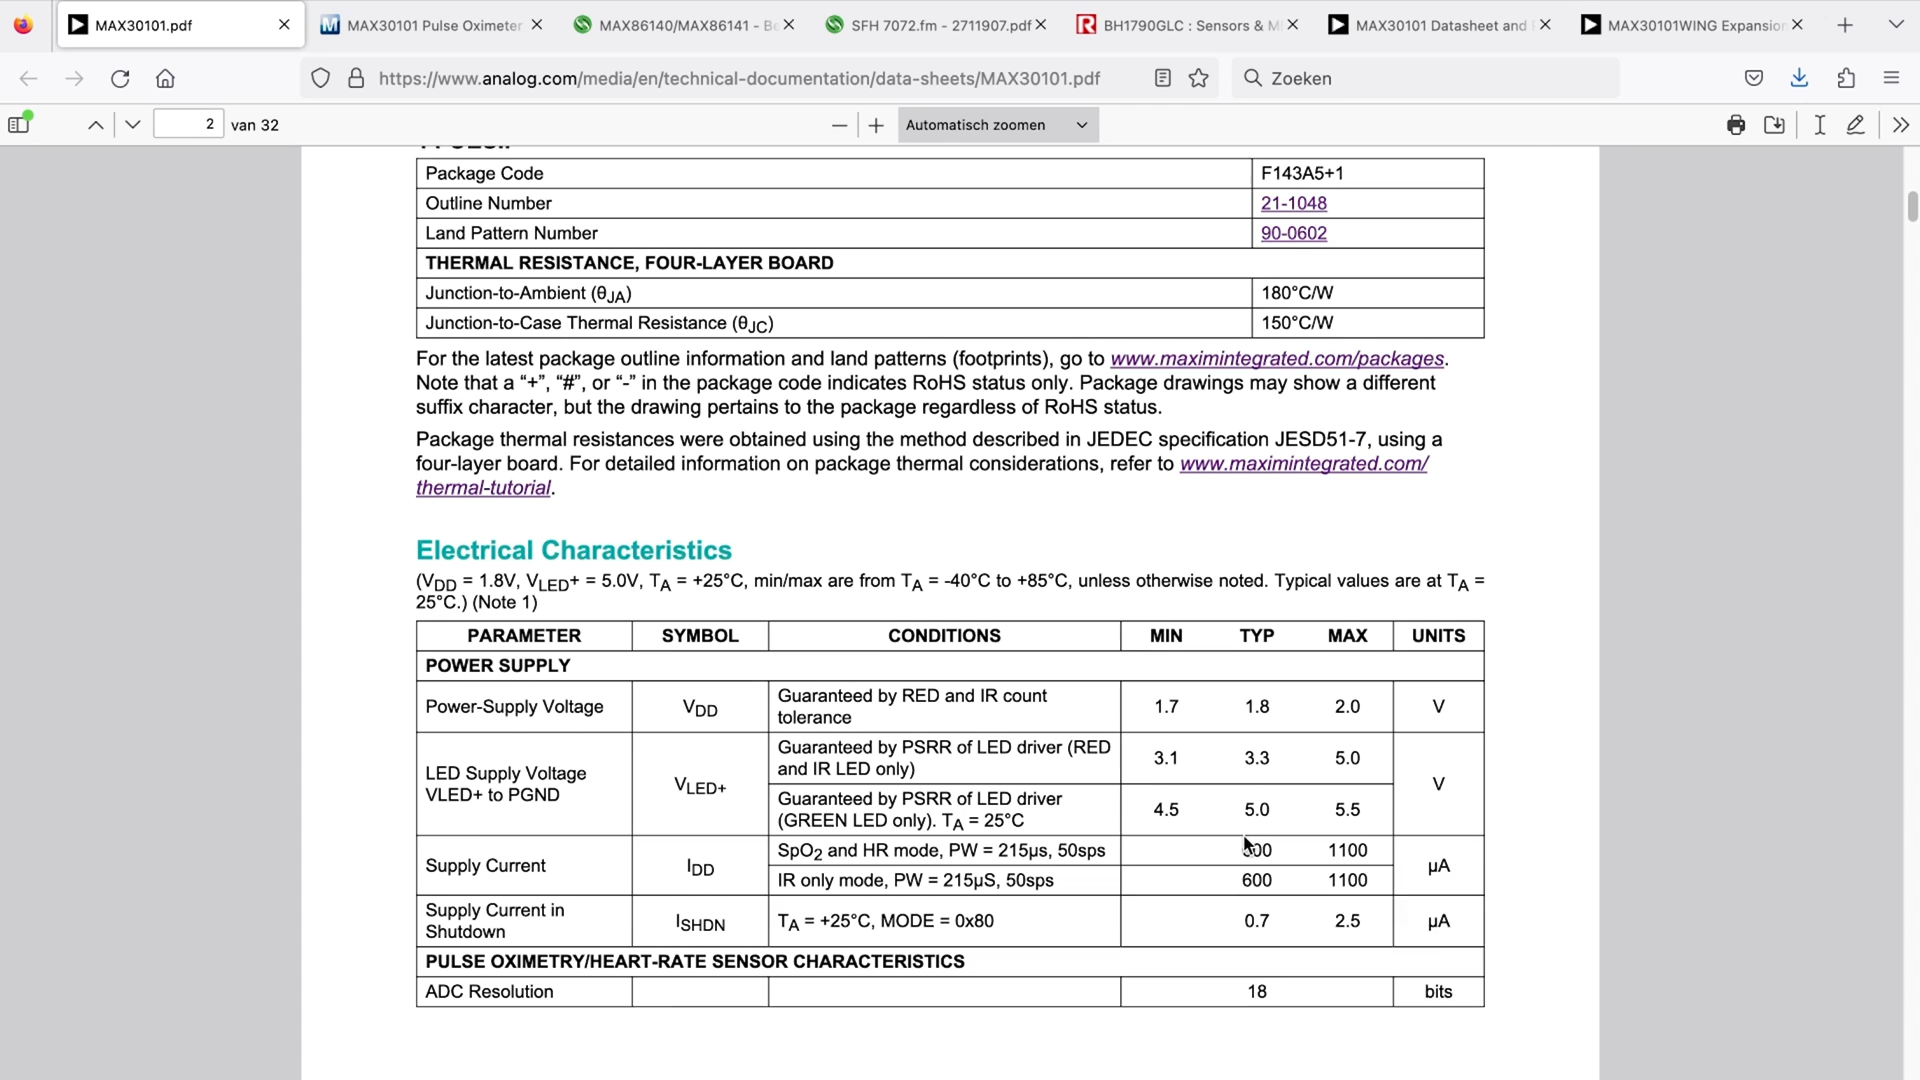 MAX30101.pdf
MAX30101 Pulse Oximeter
MAX86140/MAX86141 - Be
SFH 7072.fm - 2711907.pdf
BH1790GLC : Sensors & M
MAX30101 Datasheet and
MAX30101WING Expansion
https://www.analog.com/media/en/technical-documentation/data-sheets/MAX30101.pdf
Zoeken
2 van 32
Automatisch zoomen
Package Code F143A5+1
Outline Number 21-1048
Land Pattern Number 90-0602
THERMAL RESISTANCE, FOUR-LAYER BOARD
Junction-to-Ambient (θJA) 180°C/W
Junction-to-Case Thermal Resistance (θJC) 150°C/W
For the latest package outline information and land patterns (footprints), go to www.maximintegrated.com/packages.
Note that a “+”, “#”, or “-” in the package code indicates RoHS status only. Package drawings may show a different
suffix character, but the drawing pertains to the package regardless of RoHS status.
Package thermal resistances were obtained using the method described in JEDEC specification JESD51-7, using a
four-layer board. For detailed information on package thermal considerations, refer to www.maximintegrated.com/
thermal-tutorial.
Electrical Characteristics
(VDD = 1.8V, VLED+ = 5.0V, TA = +25°C, min/max are from TA = -40°C to +85°C, unless otherwise noted. Typical values are at TA =
25°C.) (Note 1)
PARAMETER SYMBOL CONDITIONS MIN TYP MAX UNITS
POWER SUPPLY
Power-Supply Voltage VDD Guaranteed by RED and IR count
tolerance 1.7 1.8 2.0 V
LED Supply Voltage
VLED+ to PGND VLED+ Guaranteed by PSRR of LED driver (RED
and IR LED only) 3.1 3.3 5.0 V
Guaranteed by PSRR of LED driver
(GREEN LED only). TA = 25°C 4.5 5.0 5.5
Supply Current IDD SpO2 and HR mode, PW = 215µs, 50sps 1100 µA
IR only mode, PW = 215µS, 50sps 600 1100
Supply Current in
Shutdown ISHDN TA = +25°C, MODE = 0x80 0.7 2.5 µA
PULSE OXIMETRY/HEART-RATE SENSOR CHARACTERISTICS
ADC Resolution 18 bits